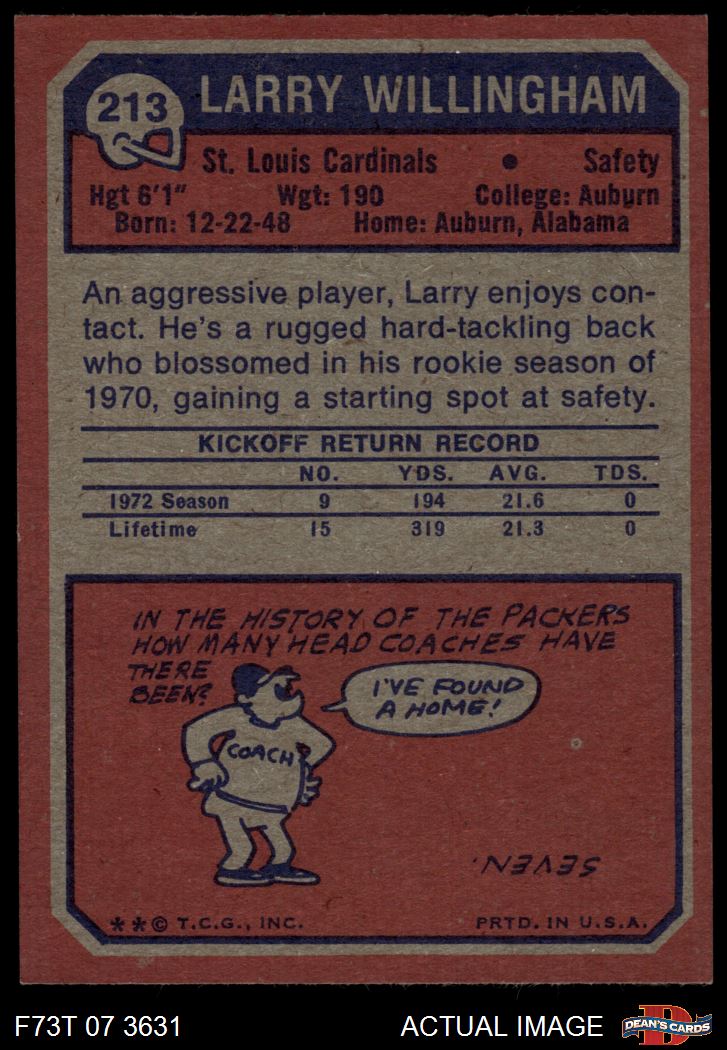 213
LARRY WILLINGHAM
St. Louis Cardinals • Safety
Hgt 6'1" Wgt: 190 College: Auburn
Born: 12-22-48 Home: Auburn, Alabama
An aggressive player, Larry enjoys con-
tact. He's a rugged hard-tackling back
who blossomed in his rookie season of
1970, gaining a starting spot at safety.
KICKOFF RETURN RECORD
NO. YDS. AVG. TDS.
1972 Season 9 194 21.6 0
Lifetime 15 319 21.3 0
IN THE HISTORY OF THE PACKERS
HOW MANY HEAD COACHES HAVE
THERE
BEEN?
I'VE FOUND
A HOME!
COACH
SEVEN.
**© T.C.G., INC. PRTD. IN U.S.A.
F73T 07 3631 ACTUAL IMAGE
D
DEAN'S CARDS